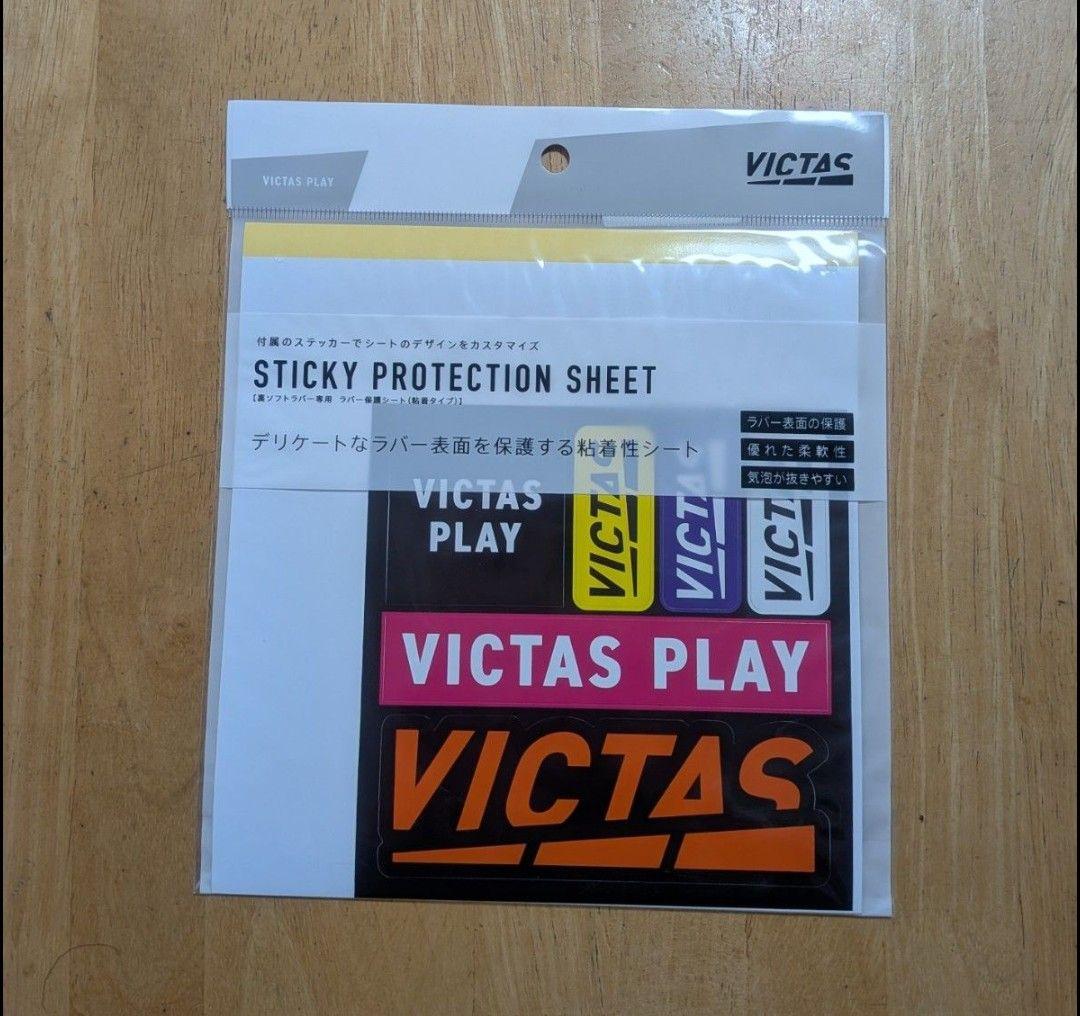 VICTAS PLAY
VICTAS
付属のステッカーでシートのデザインをカスタマイズ
STICKY PROTECTION SHEET
[裏ソフトラバー専用 ラバー保護シート(粘着タイプ)]
デリケートなラバー表面を保護する粘着性シート
ラバー表面の保護
優れた柔軟性
気泡が抜きやすい
VICTAS
PLAY
VICTAS
VICTAS
VICTAS
VICTAS PLAY
VICTAS